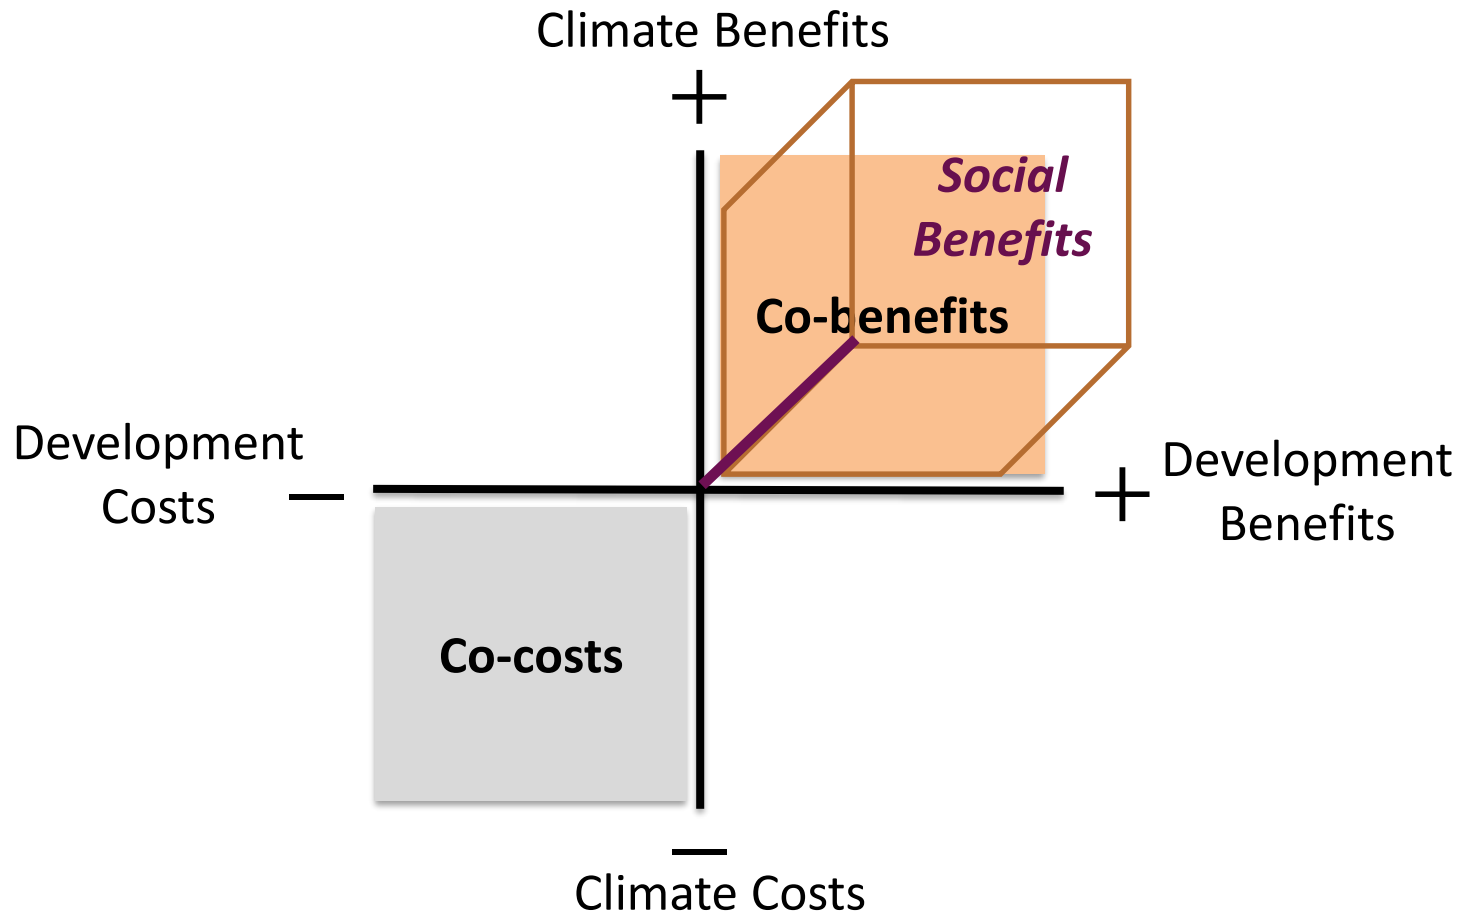 Climate Benefits
+
Social
Benefits
Co-benefits
Development
Costs
—
+
Development
Benefits
Co-costs
—
Climate Costs